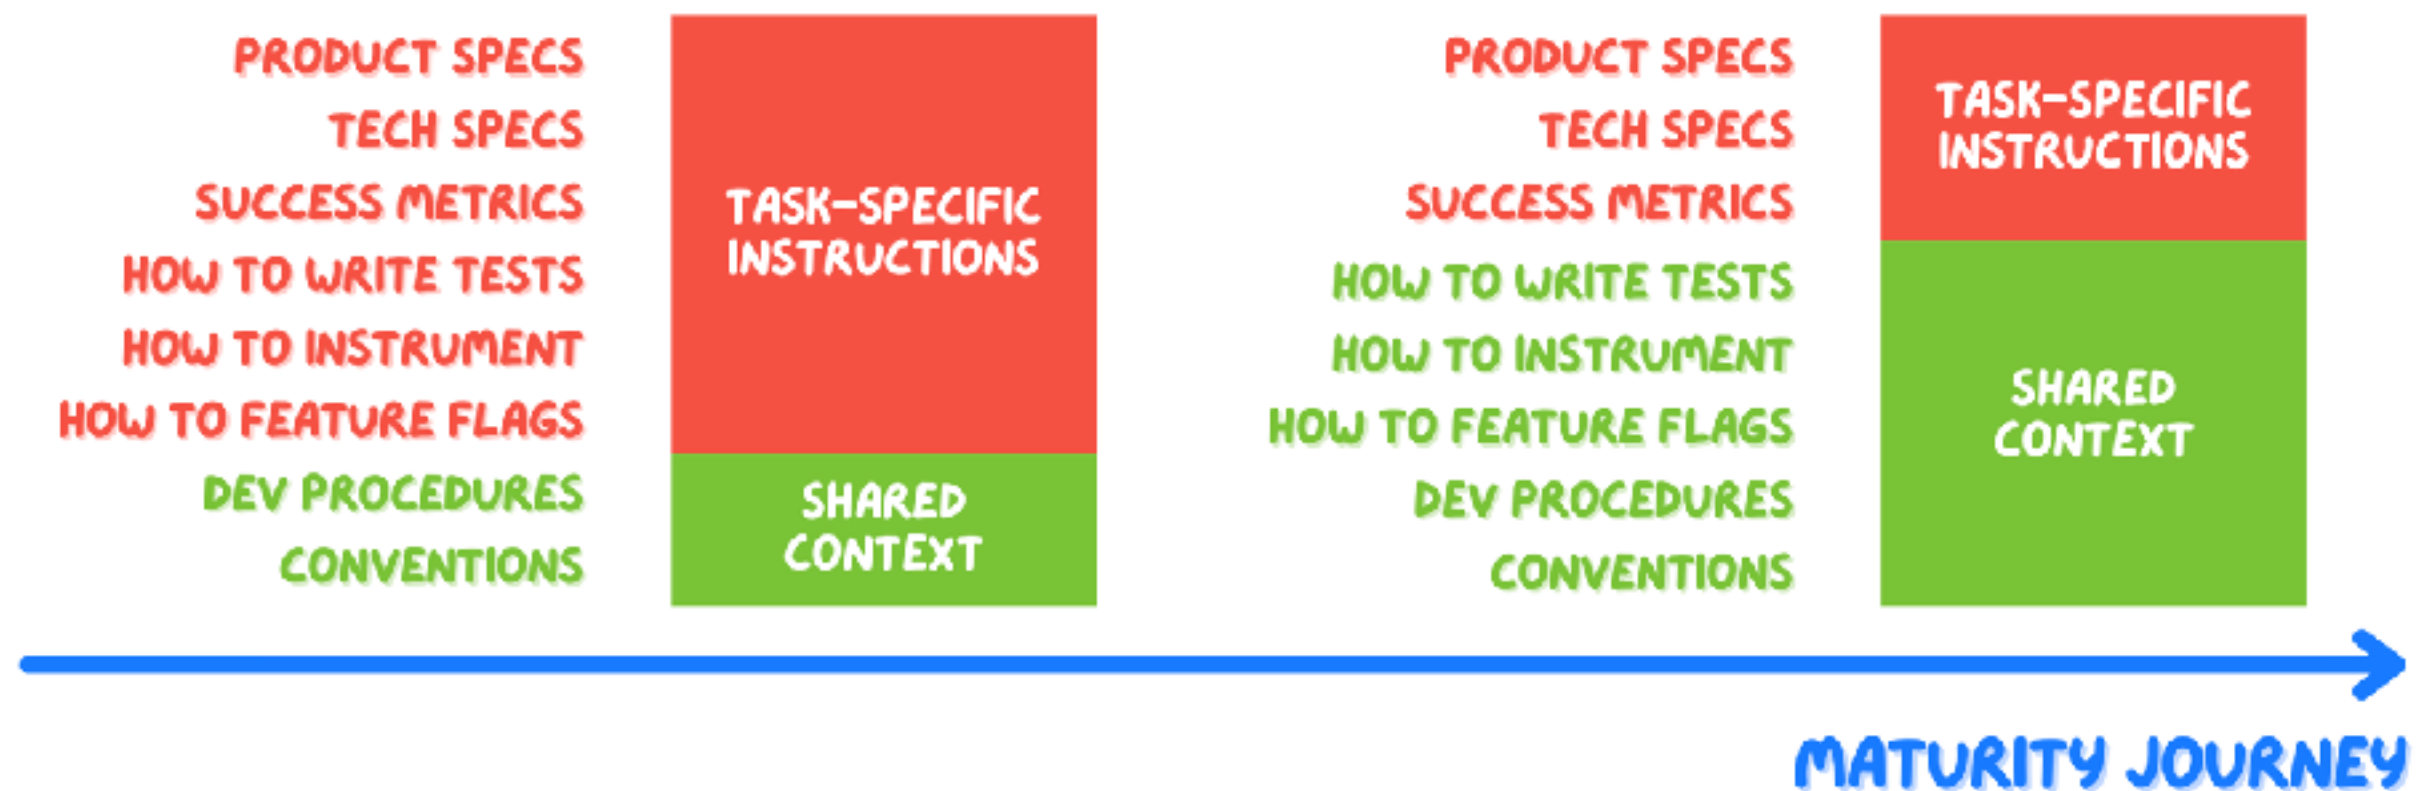 PRODUCT SPECS
TECH SPECS
SUCCESS METRICS
HOW TO WRITE TESTS
HOW TO INSTRUMENT
HOW TO FEATURE FLAGS
DEV PROCEDURES
CONVENTIONS
TASK-SPECIFIC
INSTRUCTIONS
SHARED
CONTEXT
PRODUCT SPECS
TECH SPECS
SUCCESS METRICS
HOW TO WRITE TESTS
HOW TO INSTRUMENT
HOW TO FEATURE FLAGS
DEV PROCEDURES
CONVENTIONS
TASK-SPECIFIC
INSTRUCTIONS
SHARED
CONTEXT
MATURITY JOURNEY